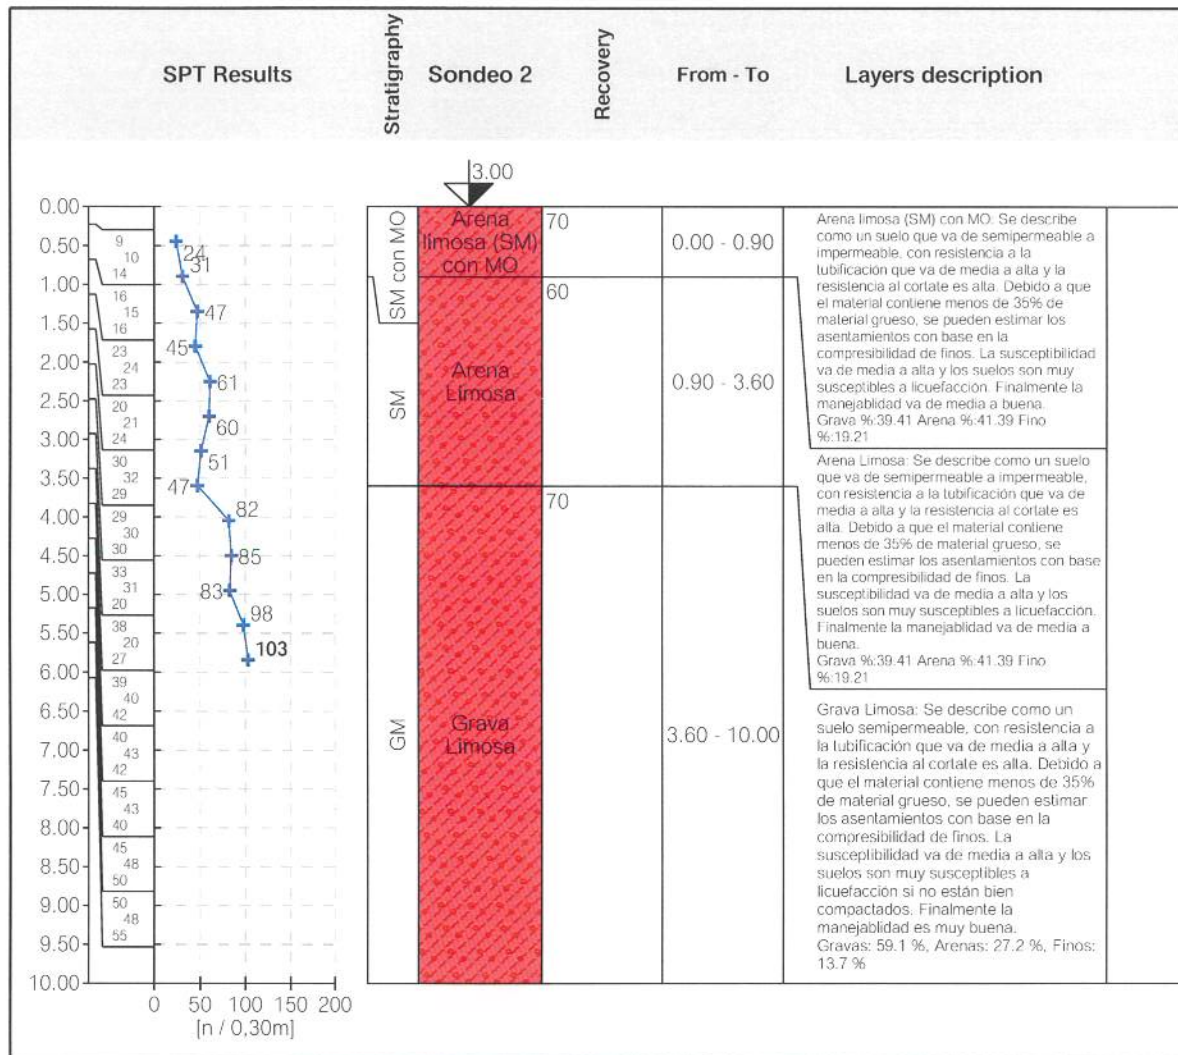 SPT Results
Stratigraphy
Sondeo 2
Recovery
From - To
Layers description
3.00
0.00
0.50
1.00
1.50
2.00
2.50
3.00
3.50
4.00
4.50
5.00
5.50
6.00
6.50
7.00
7.50
8.00
8.50
9.00
9.50
10.00
9
10
14
16
15
16
23
24
23
20
21
24
30
32
29
29
30
30
33
31
20
38
20
27
39
40
42
40
43
42
45
43
40
45
48
50
50
48
55
24
31
47
45
61
60
51
47
82
85
83
98
103
0 50 100 150 200
[n / 0,30m]
SM con MO
SM
GM
Arena
limosa (SM)
con MO
Arena
Limosa
Grava
Limosa
70
60
70
0.00 - 0.90
0.90 - 3.60
3.60 - 10.00
Arena limosa (SM) con MO. Se describe
como un suelo que va de semipermeable a
impermeable, con resistencia a la
tubificación que va de media a alta y la
resistencia al cortate es alta. Debido a que
el material contiene menos de 35% de
material grueso, se pueden estimar los
asentamientos con base en la
compresibilidad de finos. La susceptibilidad
va de media a alta y los suelos son muy
susceptibles a licuefacción. Finalmente la
manejablidad va de media a buena.
Grava %:39.41 Arena %:41.39 Fino
%:19.21
Arena Limosa: Se describe como un suelo
que va de semipermeable a impermeable,
con resistencia a la tubificación que va de
media a alta y la resistencia al cortate es
alta. Debido a que el material contiene
menos de 35% de material grueso, se
pueden estimar los asentamientos con base
en la compresibilidad de finos. La
susceptibilidad va de media a alta y los
suelos son muy susceptibles a licuefacción.
Finalmente la manejablidad va de media a
buena.
Grava %:39.41 Arena %:41.39 Fino
%:19.21
Grava Limosa: Se describe como un
suelo semipermeable, con resistencia a
la tubificación que va de media a alta y
la resistencia al cortate es alta. Debido a
que el material contiene menos de 35%
de material grueso, se pueden estimar
los asentamientos con base en la
compresibilidad de finos. La
susceptibilidad va de media a alta y los
suelos son muy susceptibles a
licuefacción si no están bien
compactados. Finalmente la
manejablidad es muy buena.
Gravas: 59.1 %, Arenas: 27.2 %, Finos:
13.7 %